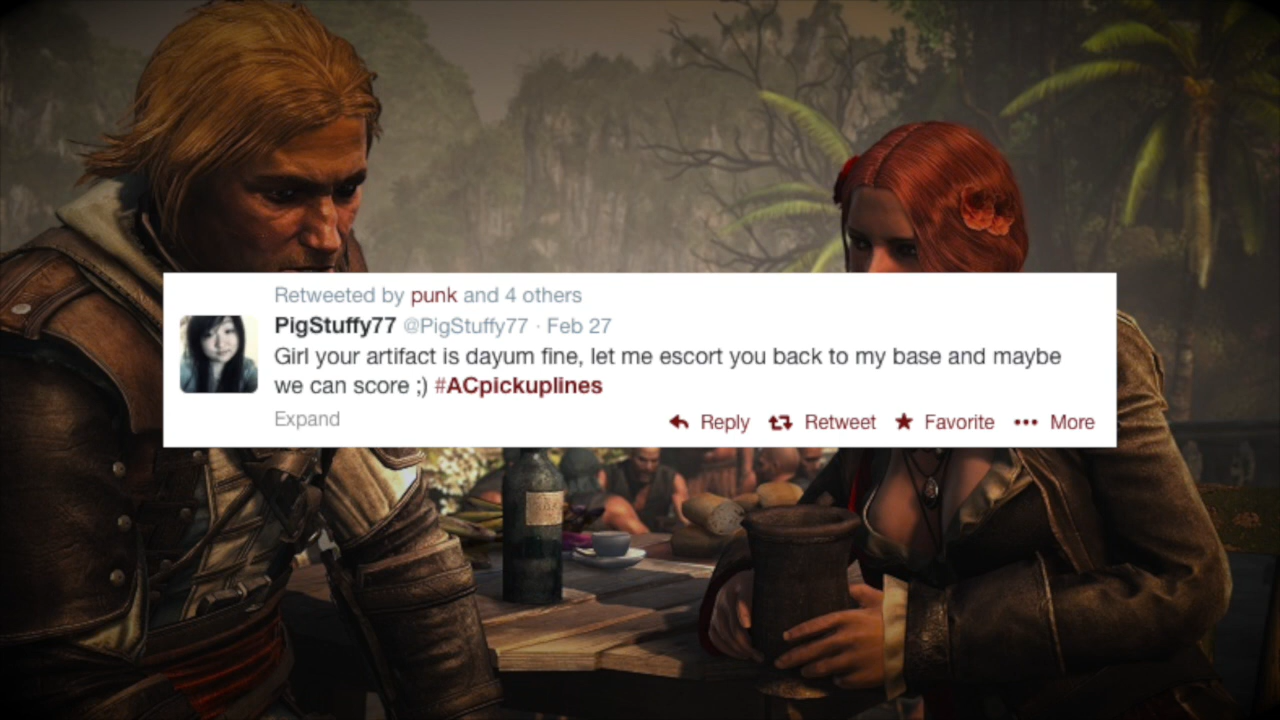 Retweeted by punk and 4 others
PigStuffy77 @PigStuffy77 · Feb 27
Girl your artifact is dayum fine, let me escort you back to my base and maybe
we can score ;) #ACpickuplines
Expand
Reply Retweet Favorite ••• More